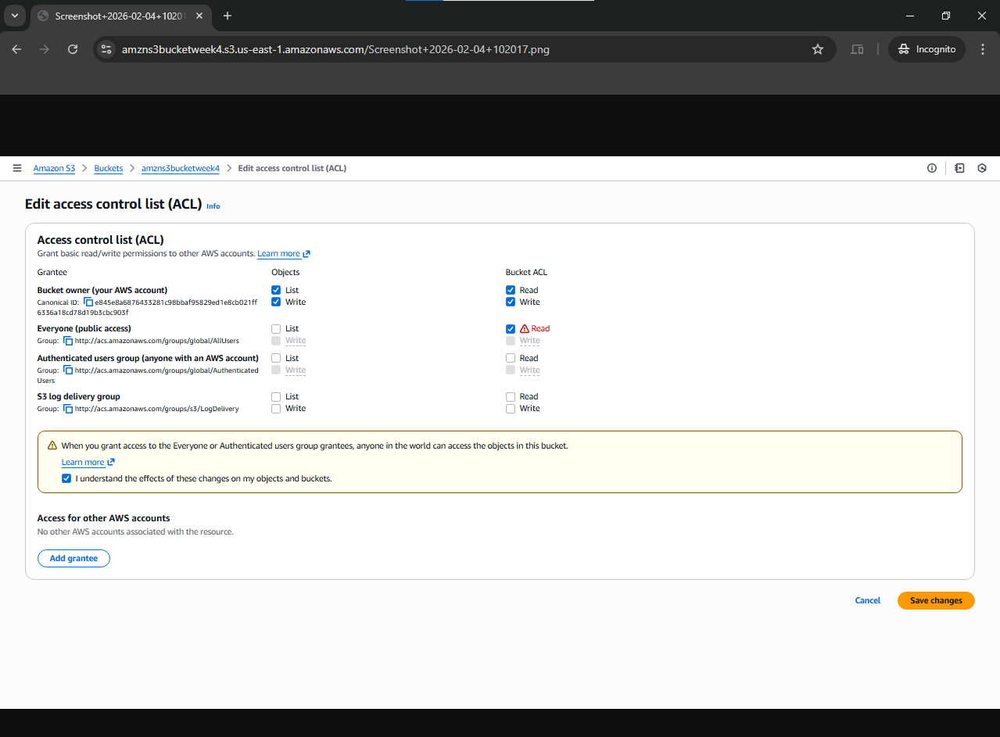 Screenshot+2026-02-04+10201
amzns3bucketweek4.s3.us-east-1.amazonaws.com/Screenshot+2026-02-04+102017.png
Incognito
Amazon S3 Buckets amzns3bucketweek4 Edit access control list (ACL)
Edit access control list (ACL) Info
Access control list (ACL)
Grant basic read/write permissions to other AWS accounts. Learn more
Grantee Objects Bucket ACL
Bucket owner (your AWS account) List Read
Canonical ID: e845e8a6876433281c98bbaf95829ed1e8cb021ff Write Write
6336a18cd78d19b3cbc903f
Everyone (public access) List Read
Group: http://acs.amazonaws.com/groups/global/AllUsers Write Write
Authenticated users group (anyone with an AWS account) List Read
Group: http://acs.amazonaws.com/groups/global/Authenticated Write Write
Users
S3 log delivery group List Read
Group: http://acs.amazonaws.com/groups/s3/LogDelivery Write Write
When you grant access to the Everyone or Authenticated users group grantees, anyone in the world can access the objects in this bucket.
Learn more
I understand the effects of these changes on my objects and buckets.
Access for other AWS accounts
No other AWS accounts associated with the resource.
Add grantee
Cancel Save changes